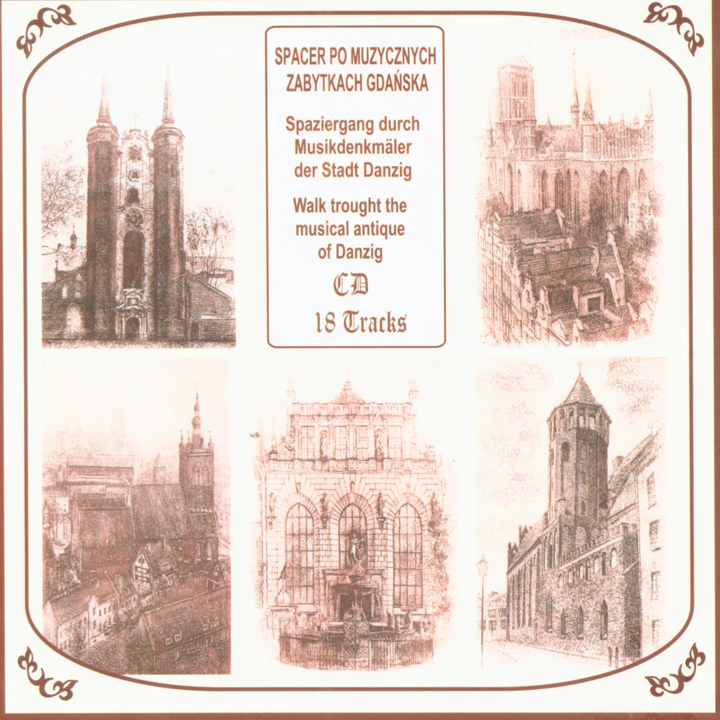 SPACER PO MUZYCZNYCH
ZABYTKACH GDAŃSKA
Spaziergang durch
Musikdenkmäler
der Stadt Danzig
Walk trought the
musical antique
of Danzig
CD
18 Tracks